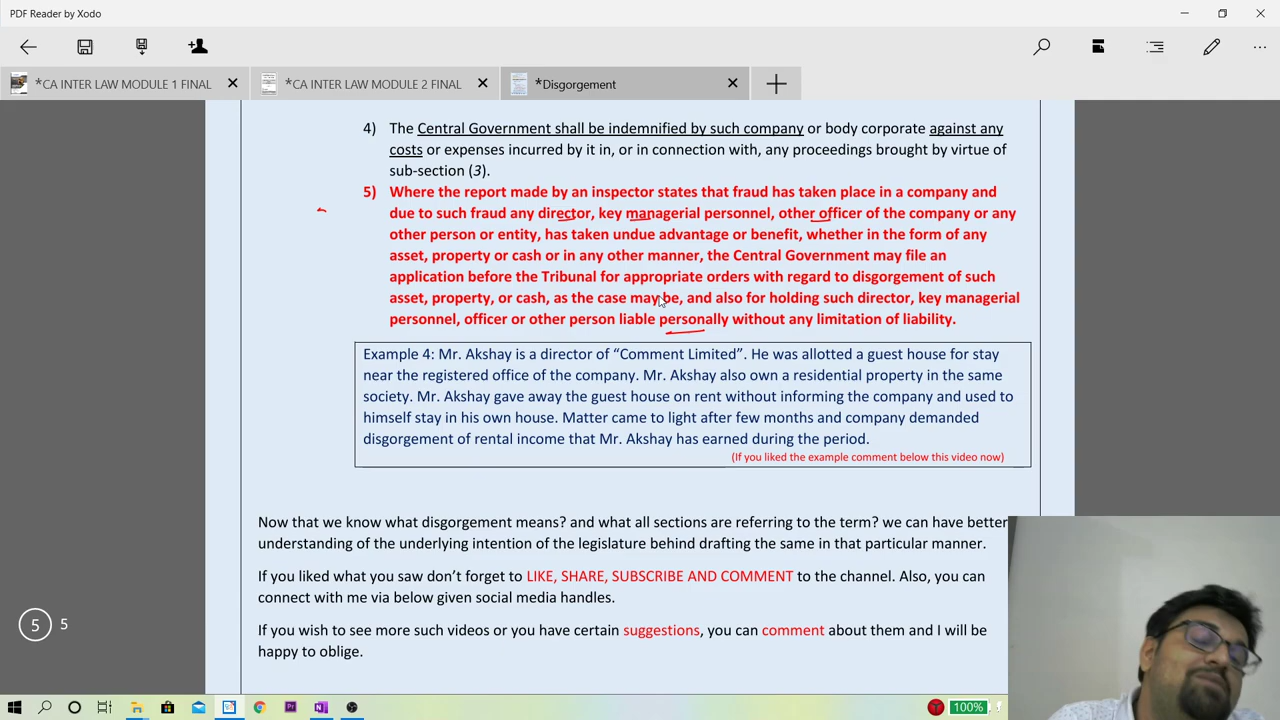 PDF Reader by Xodo
*CA INTER LAW MODULE 1 FINAL
*CA INTER LAW MODULE 2 FINAL
*Disgorgement
4) The Central Government shall be indemnified by such company or body corporate against any
costs or expenses incurred by it in, or in connection with, any proceedings brought by virtue of
sub-section (3).
5) Where the report made by an inspector states that fraud has taken place in a company and
due to such fraud any director, key managerial personnel, other officer of the company or any
other person or entity, has taken undue advantage or benefit, whether in the form of any
asset, property or cash or in any other manner, the Central Government may file an
application before the Tribunal for appropriate orders with regard to disgorgement of such
asset, property, or cash, as the case may be, and also for holding such director, key managerial
personnel, officer or other person liable personally without any limitation of liability.
Example 4: Mr. Akshay is a director of “Comment Limited”. He was allotted a guest house for stay
near the registered office of the company. Mr. Akshay also own a residential property in the same
society. Mr. Akshay gave away the guest house on rent without informing the company and used to
himself stay in his own house. Matter came to light after few months and company demanded
disgorgement of rental income that Mr. Akshay has earned during the period.
(If you liked the example comment below this video now)
Now that we know what disgorgement means? and what all sections are referring to the term? we can have better
understanding of the underlying intention of the legislature behind drafting the same in that particular manner.
If you liked what you saw don’t forget to LIKE, SHARE, SUBSCRIBE AND COMMENT to the channel. Also, you can
connect with me via below given social media handles.
5 5
If you wish to see more such videos or you have certain suggestions, you can comment about them and I will be
happy to oblige.
100%